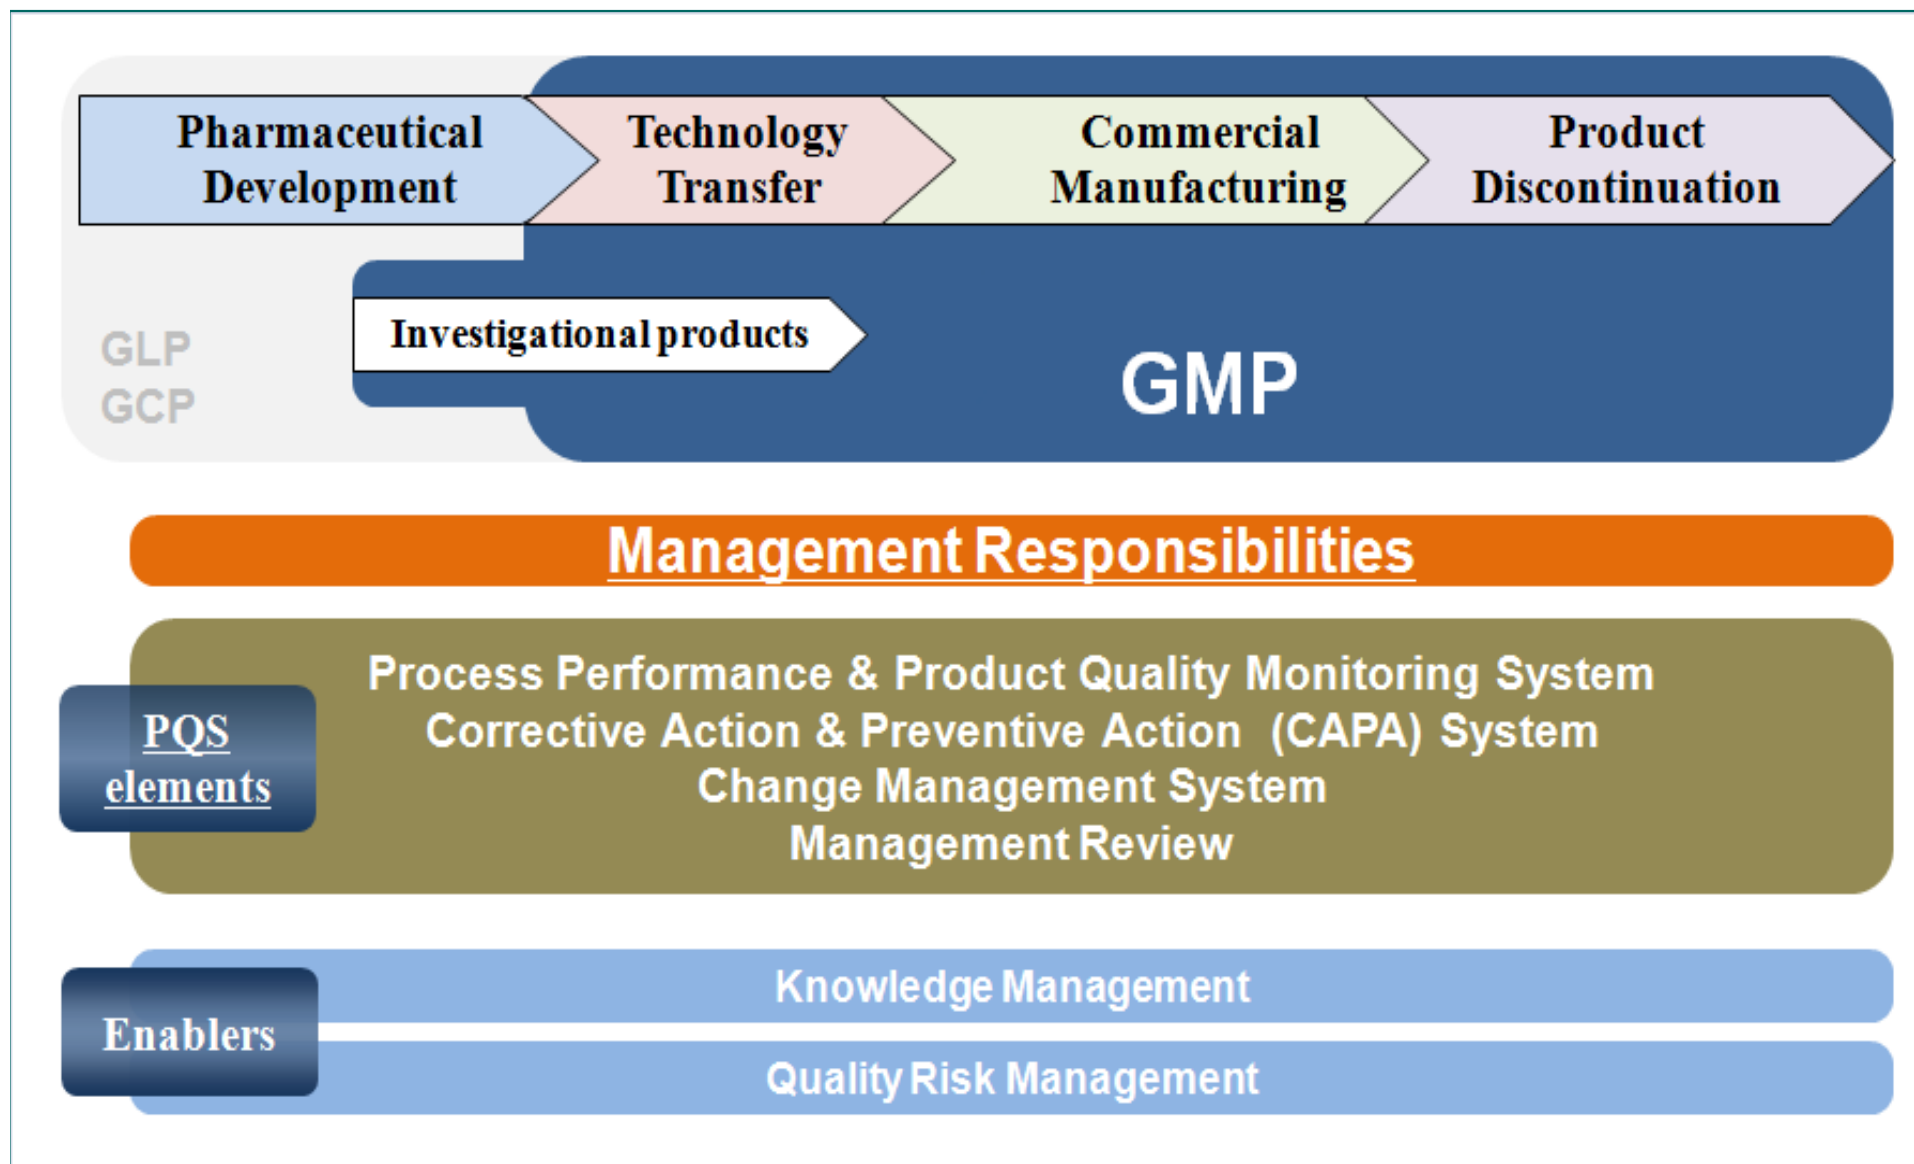 Pharmaceutical
Development
Technology
Transfer
Commercial
Manufacturing
Product
Discontinuation
Investigational products
GLP
GCP
GMP
Management Responsibilities
PQS
elements
Process Performance & Product Quality Monitoring System
Corrective Action & Preventive Action (CAPA) System
Change Management System
Management Review
Enablers
Knowledge Management
Quality Risk Management